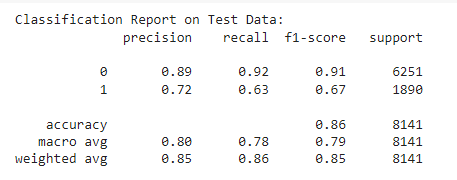 Classification Report on Test Data:
precision recall f1-score support
0 0.89 0.92 0.91 6251
1 0.72 0.63 0.67 1890
accuracy 0.86 8141
macro avg 0.80 0.78 0.79 8141
weighted avg 0.85 0.86 0.85 8141